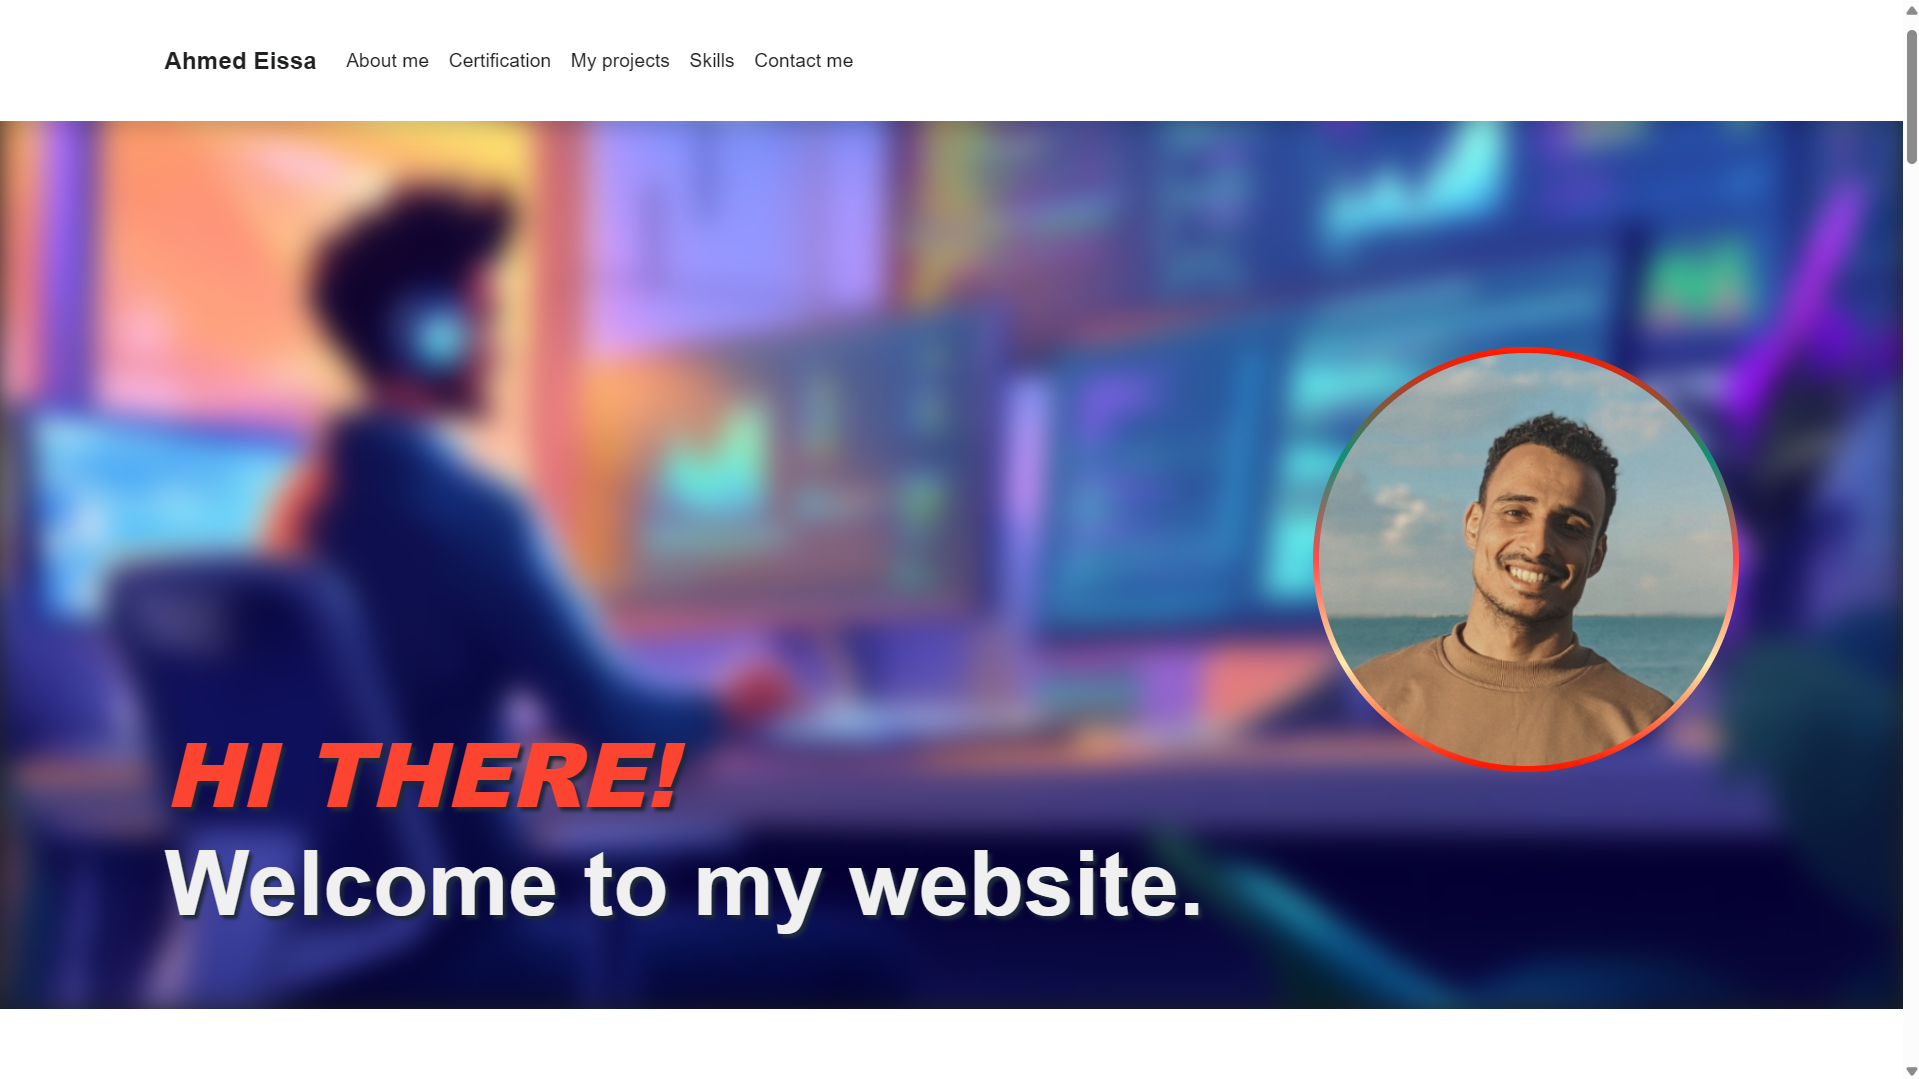 Ahmed Eissa About me Certification My projects Skills Contact me
HI THERE!
Welcome to my website.